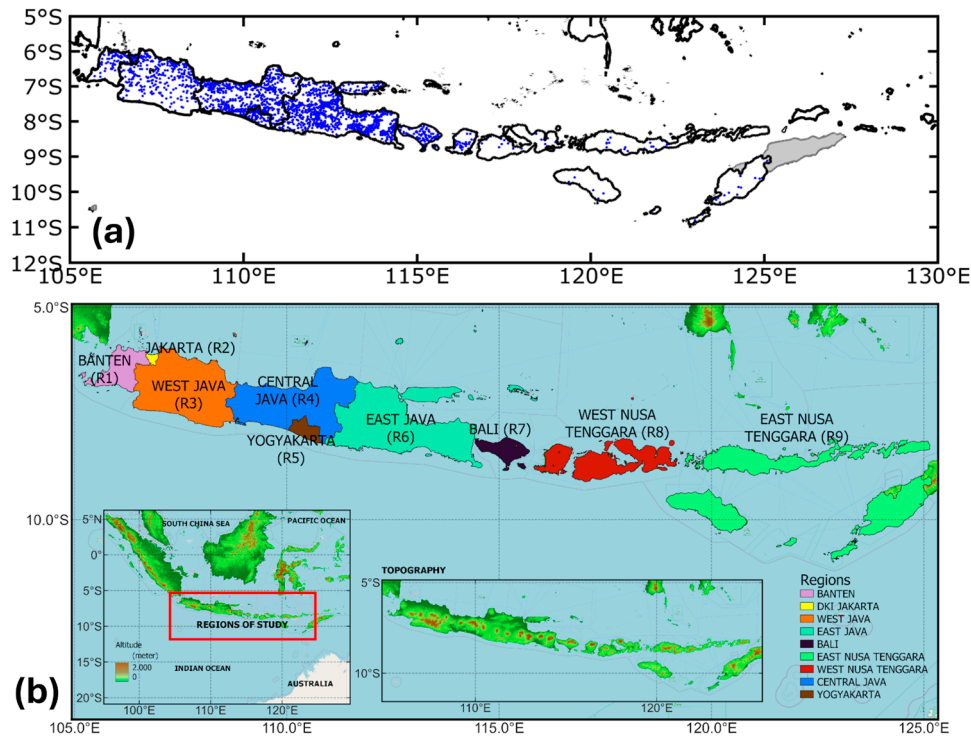 5°S
6°S
7°S
8°S
9°S
10°S
11°S
12°S
(a)
105°E
110°E
115°E
120°E
125°E
130°E
5.0°S
10.0°S
JAKARTA (R2)
BANTEN
(R1)
WEST JAVA
(R3)
CENTRAL
JAVA (R4)
YOGYAKARTA
(R5)
EAST JAVA
(R6)
BALI (R7)
WEST NUSA
TENGGARA (R8)
EAST NUSA
TENGGARA (R9)
5°N
0°
5°S
10°S
15°S
20°S
SOUTH CHINA SEA
PACIFIC OCEAN
REGIONS OF STUDY
Altitude
(meter)
2.000
0
INDIAN OCEAN
AUSTRALIA
100°E
110°E
120°E
130°E
TOPOGRAPHY
5°S
10°S
110°E
120°E
Regions
BANTEN
DKI JAKARTA
WEST JAVA
EAST JAVA
BALI
EAST NUSA TENGGARA
WEST NUSA TENGGARA
CENTRAL JAVA
YOGYAKARTA
(b)
105.0°E
110.0°E
115.0°E
120.0°E
125.0°E